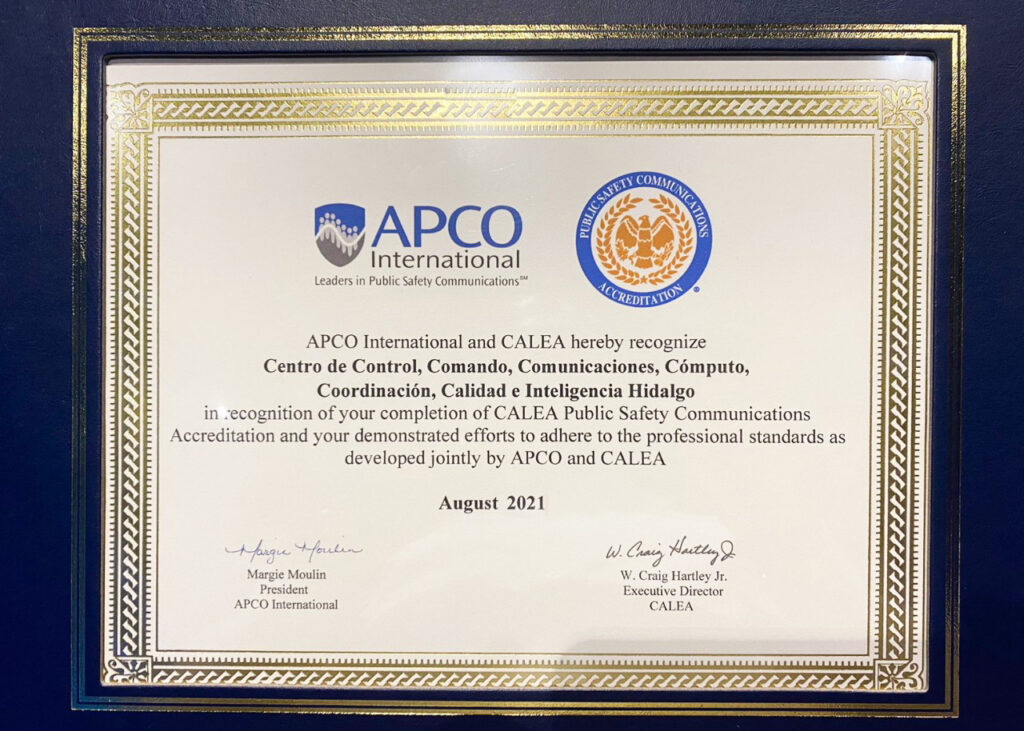 APCO
International
Leaders in Public Safety Communications℠
PUBLIC SAFETY COMMUNICATIONS
ACCREDITATION
®
APCO International and CALEA hereby recognize
Centro de Control, Comando, Comunicaciones, Cómputo,
Coordinación, Calidad e Inteligencia Hidalgo
in recognition of your completion of CALEA Public Safety Communications
Accreditation and your demonstrated efforts to adhere to the professional standards as
developed jointly by APCO and CALEA
August 2021
Margie Moulin
W. Craig Hartley Jr.
Margie Moulin
President
APCO International
W. Craig Hartley Jr.
Executive Director
CALEA